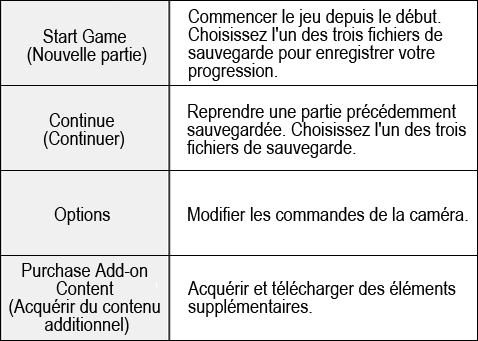 Start Game
(Nouvelle partie)
Commencer le jeu depuis le début.
Choisissez l'un des trois fichiers de
sauvegarde pour enregistrer votre
progression.
Continue
(Continuer)
Reprendre une partie précédemment
sauvegardée. Choisissez l'un des trois
fichiers de sauvegarde.
Options
Modifier les commandes de la caméra.
Purchase Add-on
Content
(Acquérir du contenu
additionnel)
Acquérir et télécharger des éléments
supplémentaires.